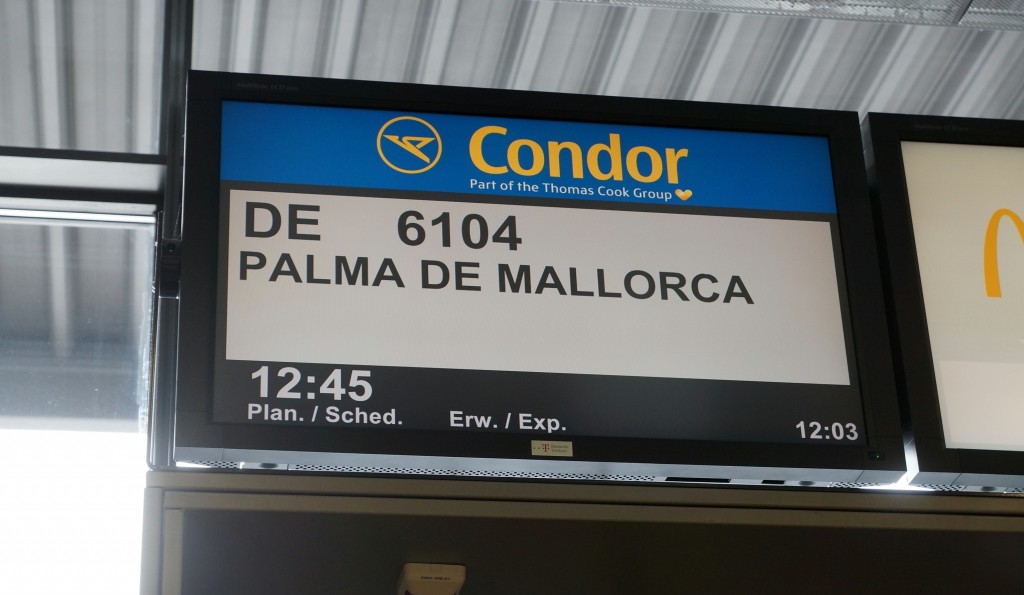 Condor
Part of the Thomas Cook Group
DE 6104
PALMA DE MALLORCA
12:45
Plan. / Sched. Erw. / Exp. 12:03